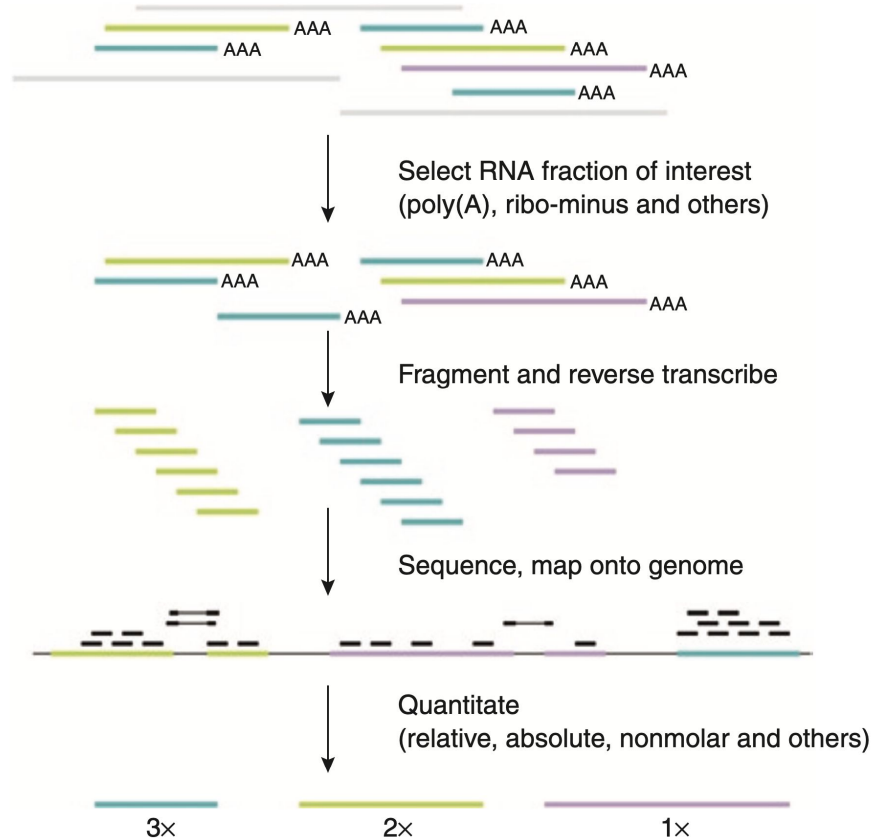 AAA AAA
AAA AAA
AAA
AAA
Select RNA fraction of interest
(poly(A), ribo-minus and others)
AAA AAA
AAA AAA
AAA
AAA
Fragment and reverse transcribe
Sequence, map onto genome
Quantitate
(relative, absolute, nonmolar and others)
3× 2× 1×